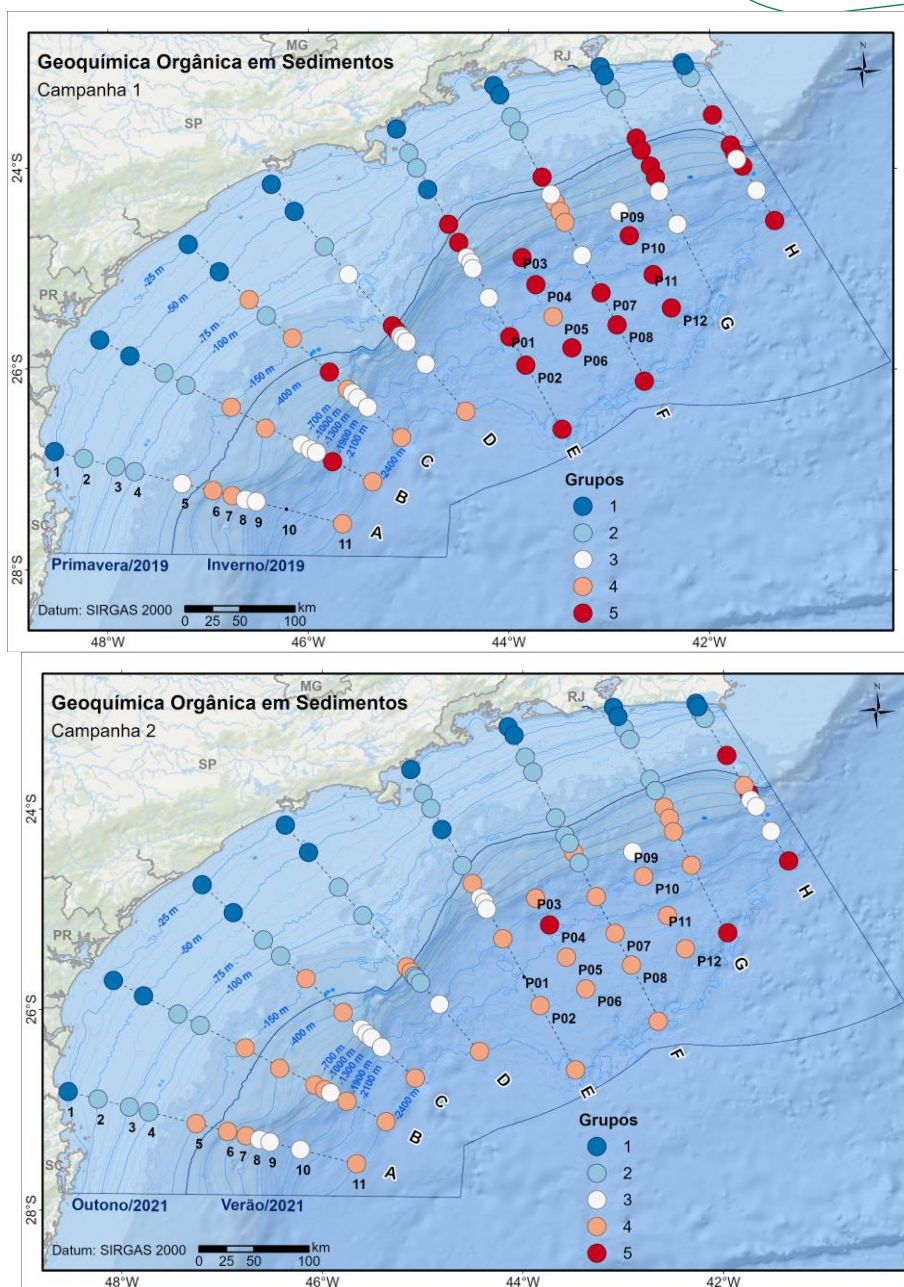 MG
RJ
Geoquímica Orgânica em Sedimentos
Campanha 1
N
SP
24°S
-25 m
-50 m
PR
-75 m
-100 m
P09
P10
H
P03
P04
P11
-150 m
P07
P12
P05
P01
P08
G
26°S
P06
P02
-400 m
F
-700 m
-1000 m
-1300 m
-1900 m
-2100 m
D
E
C
-2400 m
Grupos
1
2
3
4
5
B
1
2
3
4
5
6
7
8
9
10
11
A
SC
28°S
Primavera/2019
Inverno/2019
Datum: SIRGAS 2000
km
0
25
50
100
48°W
46°W
44°W
42°W
MG
RJ
Geoquímica Orgânica em Sedimentos
Campanha 2
N
SP
24°S
-25 m
-50 m
PR
-75 m
-100 m
P09
P10
H
P03
P04
P11
-150 m
P07
P12
P05
P01
P08
G
26°S
P06
P02
-400 m
F
-700 m
-1000 m
-1300 m
-1900 m
-2100 m
D
E
C
-2400 m
Grupos
1
2
3
4
5
B
1
2
3
4
5
6
7
8
9
10
11
A
SC
28°S
Outono/2021
Verão/2021
Datum: SIRGAS 2000
km
0
25
50
100
48°W
46°W
44°W
42°W